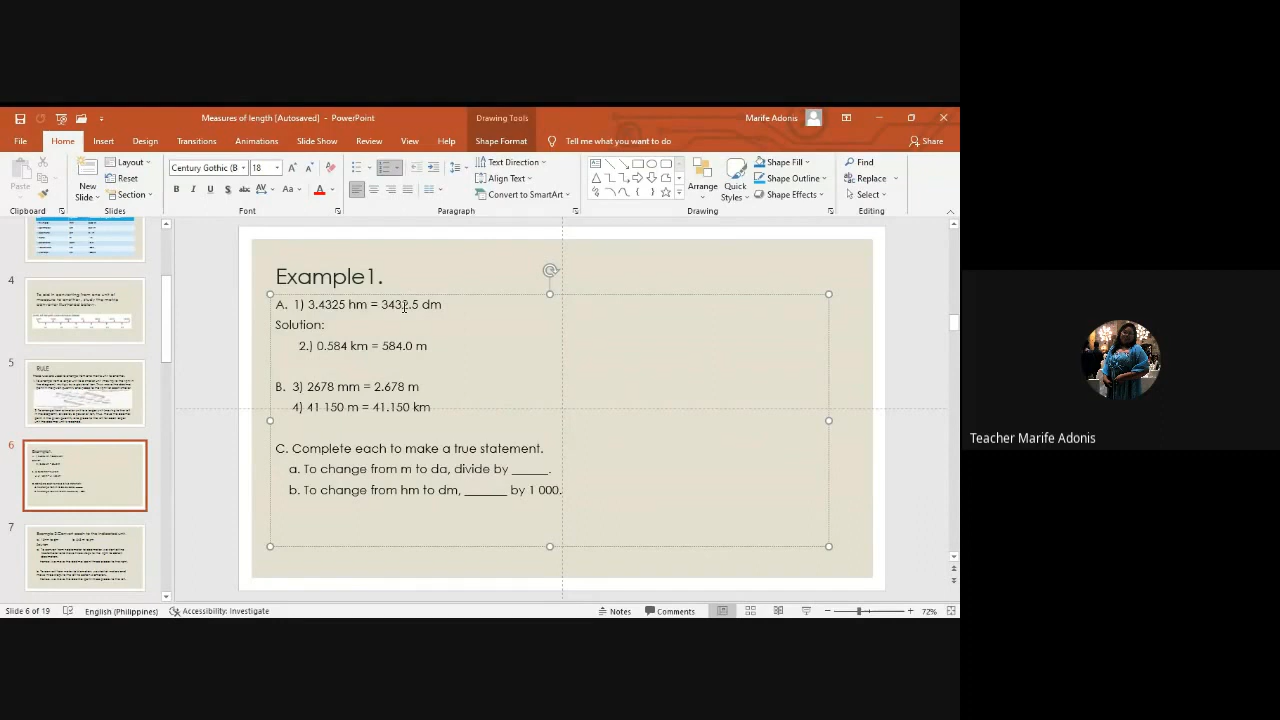 Measures of length [Autosaved] - PowerPoint
Drawing Tools
Marife Adonis
File Home Insert Design Transitions Animations Slide Show Review View Help Shape Format Tell me what you want to do Share
Paste
Clipboard
New Slide
Layout
Reset
Section
Slides
Century Gothic (B 18
B I U S abc AV Aa A
Font
Text Direction
Align Text
Convert to SmartArt
Paragraph
Arrange
Quick Styles
Shape Fill
Shape Outline
Shape Effects
Drawing
Find
Replace
Select
Editing
4
5
RULE
6
7
Example1.
A. 1) 3.4325 hm = 3432.5 dm
Solution:
2.) 0.584 km = 584.0 m
B. 3) 2678 mm = 2.678 m
4) 41 150 m = 41.150 km
C. Complete each to make a true statement.
a. To change from m to da, divide by ______.
b. To change from hm to dm, _______ by 1 000.
Slide 6 of 19 English (Philippines) Accessibility: Investigate Notes Comments 72%
Teacher Marife Adonis